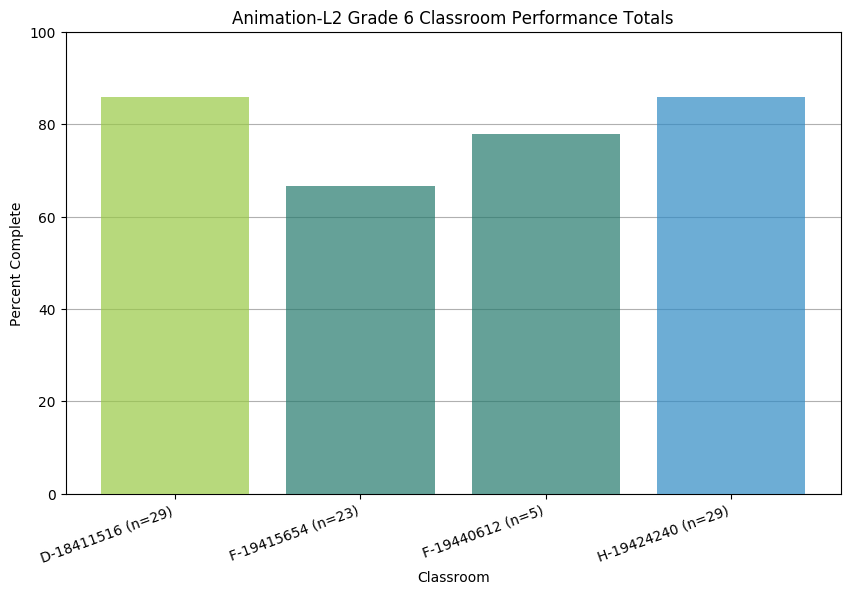 Animation-L2 Grade 6 Classroom Performance Totals
100
80
60
40
20
0
Percent Complete
D-18411516 (n=29)
F-19415654 (n=23)
F-19440612 (n=5)
H-19424240 (n=29)
Classroom